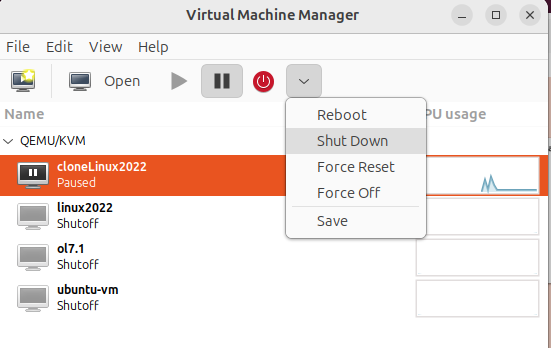 Virtual Machine Manager
File Edit View Help
Open
Name
PU usage
Reboot
Shut Down
Force Reset
Force Off
Save
QEMU/KVM
cloneLinux2022
Paused
linux2022
Shutoff
ol7.1
Shutoff
ubuntu-vm
Shutoff